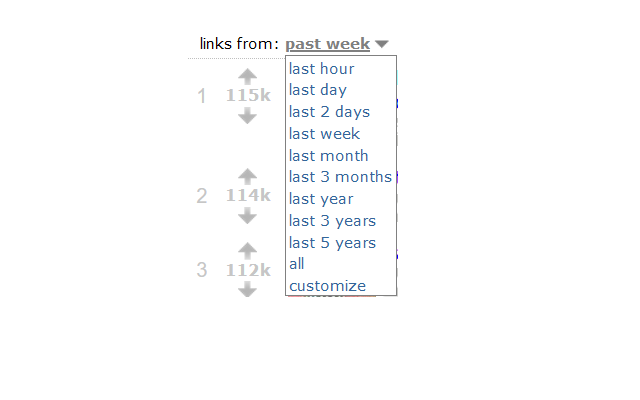 links from: past week
last hour
1
115k
last day
last 2 days
last week
last month
last 3 months
2
114k
last year
last 3 years
last 5 years
3
112k
all
customize